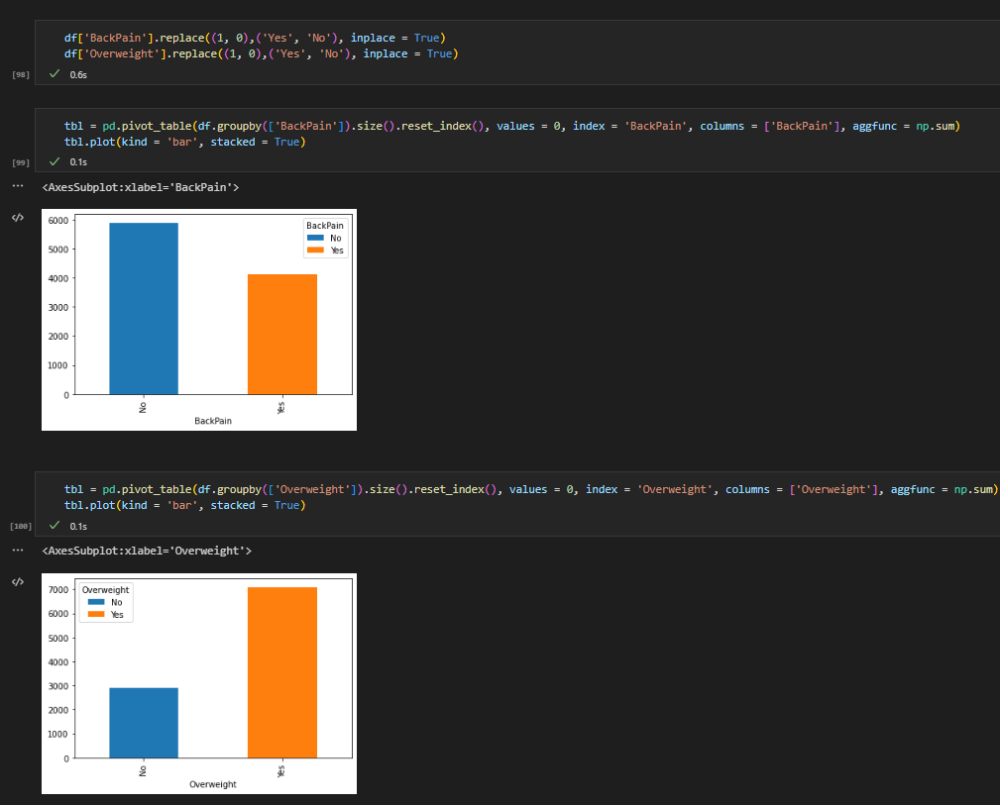 df['BackPain'].replace((1, 0),('Yes', 'No'), inplace = True)
df['Overweight'].replace((1, 0),('Yes', 'No'), inplace = True)
[98]
0.6s
tbl = pd.pivot_table(df.groupby(['BackPain']).size().reset_index(), values = 0, index = 'BackPain', columns = ['BackPain'], aggfunc = np.sum)
tbl.plot(kind = 'bar', stacked = True)
[99]
0.1s
... <AxesSubplot:xlabel='BackPain'>
</>
BackPain
No
Yes
6000
5000
4000
3000
2000
1000
0
No
Yes
BackPain
tbl = pd.pivot_table(df.groupby(['Overweight']).size().reset_index(), values = 0, index = 'Overweight', columns = ['Overweight'], aggfunc = np.sum)
tbl.plot(kind = 'bar', stacked = True)
[100]
0.1s
... <AxesSubplot:xlabel='Overweight'>
</>
Overweight
No
Yes
7000
6000
5000
4000
3000
2000
1000
0
No
Yes
Overweight